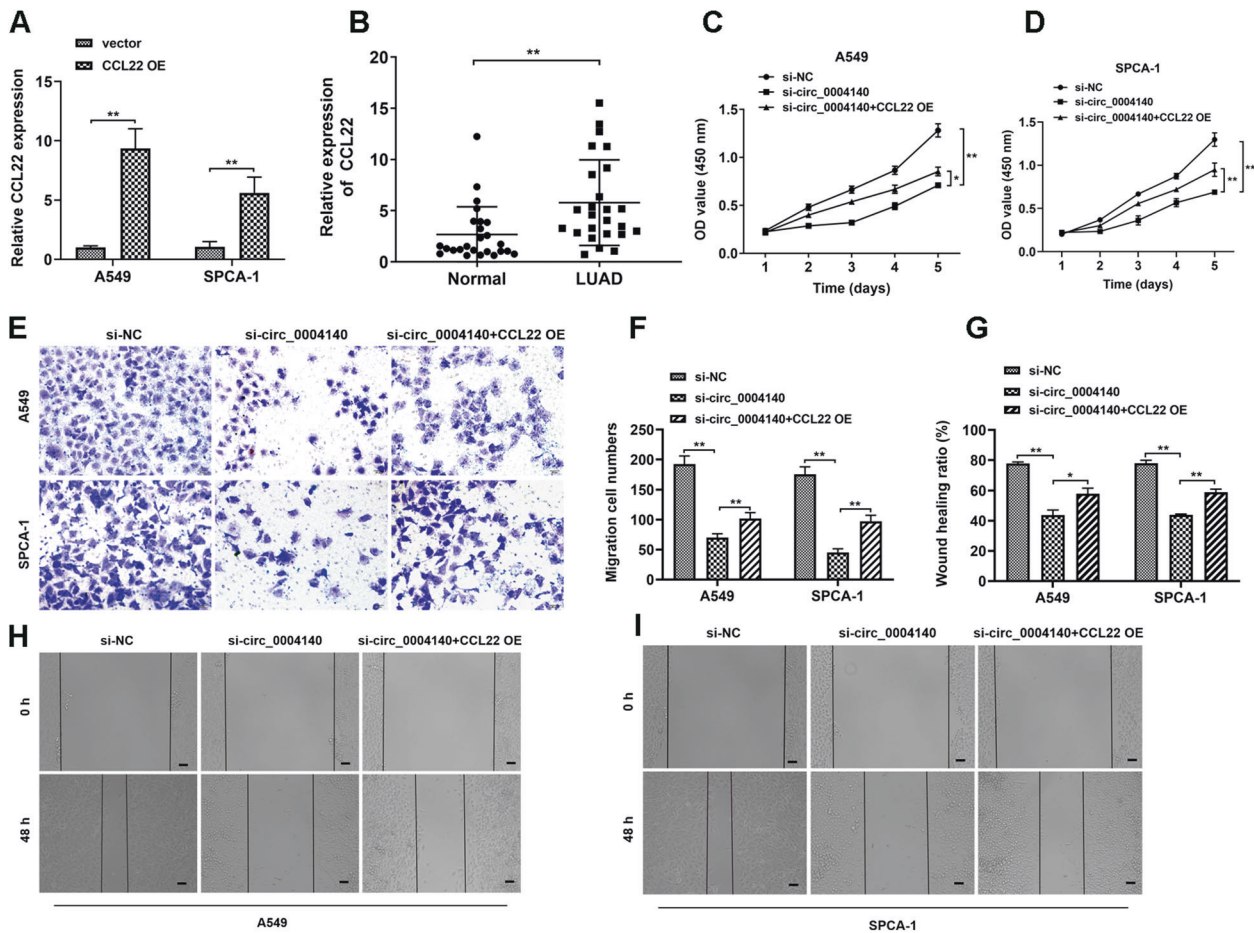 A
vector
CCL22 OE
Relative CCL22 expression
15
10
5
0
**
**
A549
SPCA-1
B
Relative expression
of CCL22
20
15
10
5
0
**
Normal
LUAD
C
A549
si-NC
si-circ_0004140
si-circ_0004140+CCL22 OE
OD value (450 nm)
1.5
1.0
0.5
0.0
**
*
1 2 3 4 5
Time (days)
D
SPCA-1
si-NC
si-circ_0004140
si-circ_0004140+CCL22 OE
OD value (450 nm)
1.5
1.0
0.5
0.0
**
**
1 2 3 4 5
Time (days)
E
si-NC si-circ_0004140 si-circ_0004140+CCL22 OE
A549
SPCA-1
F
si-NC
si-circ_0004140
si-circ_0004140+CCL22 OE
Migration cell numbers
250
200
150
100
50
0
**
**
**
**
A549
SPCA-1
G
si-NC
si-circ_0004140
si-circ_0004140+CCL22 OE
Wound healing ratio (%)
100
80
60
40
20
0
**
*
**
**
A549
SPCA-1
H
si-NC si-circ_0004140 si-circ_0004140+CCL22 OE
0 h
48 h
A549
I
si-NC si-circ_0004140 si-circ_0004140+CCL22 OE
0 h
48 h
SPCA-1